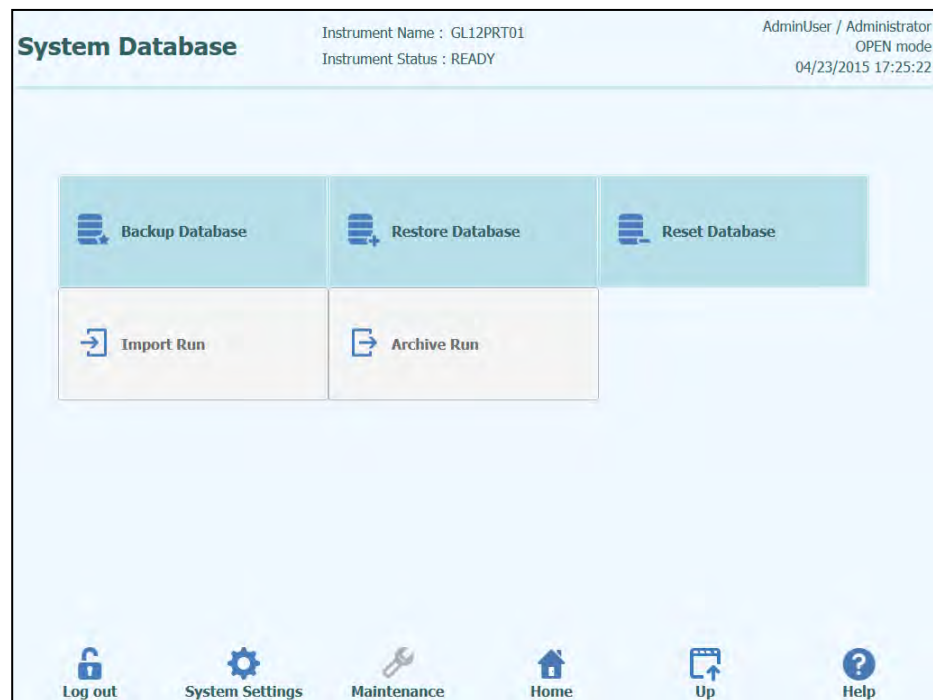 System Database
Instrument Name : GL12PRT01
Instrument Status : READY
AdminUser / Administrator
OPEN mode
04/23/2015 17:25:22
Backup Database
Restore Database
Reset Database
Import Run
Archive Run
Log out
System Settings
Maintenance
Home
Up
Help